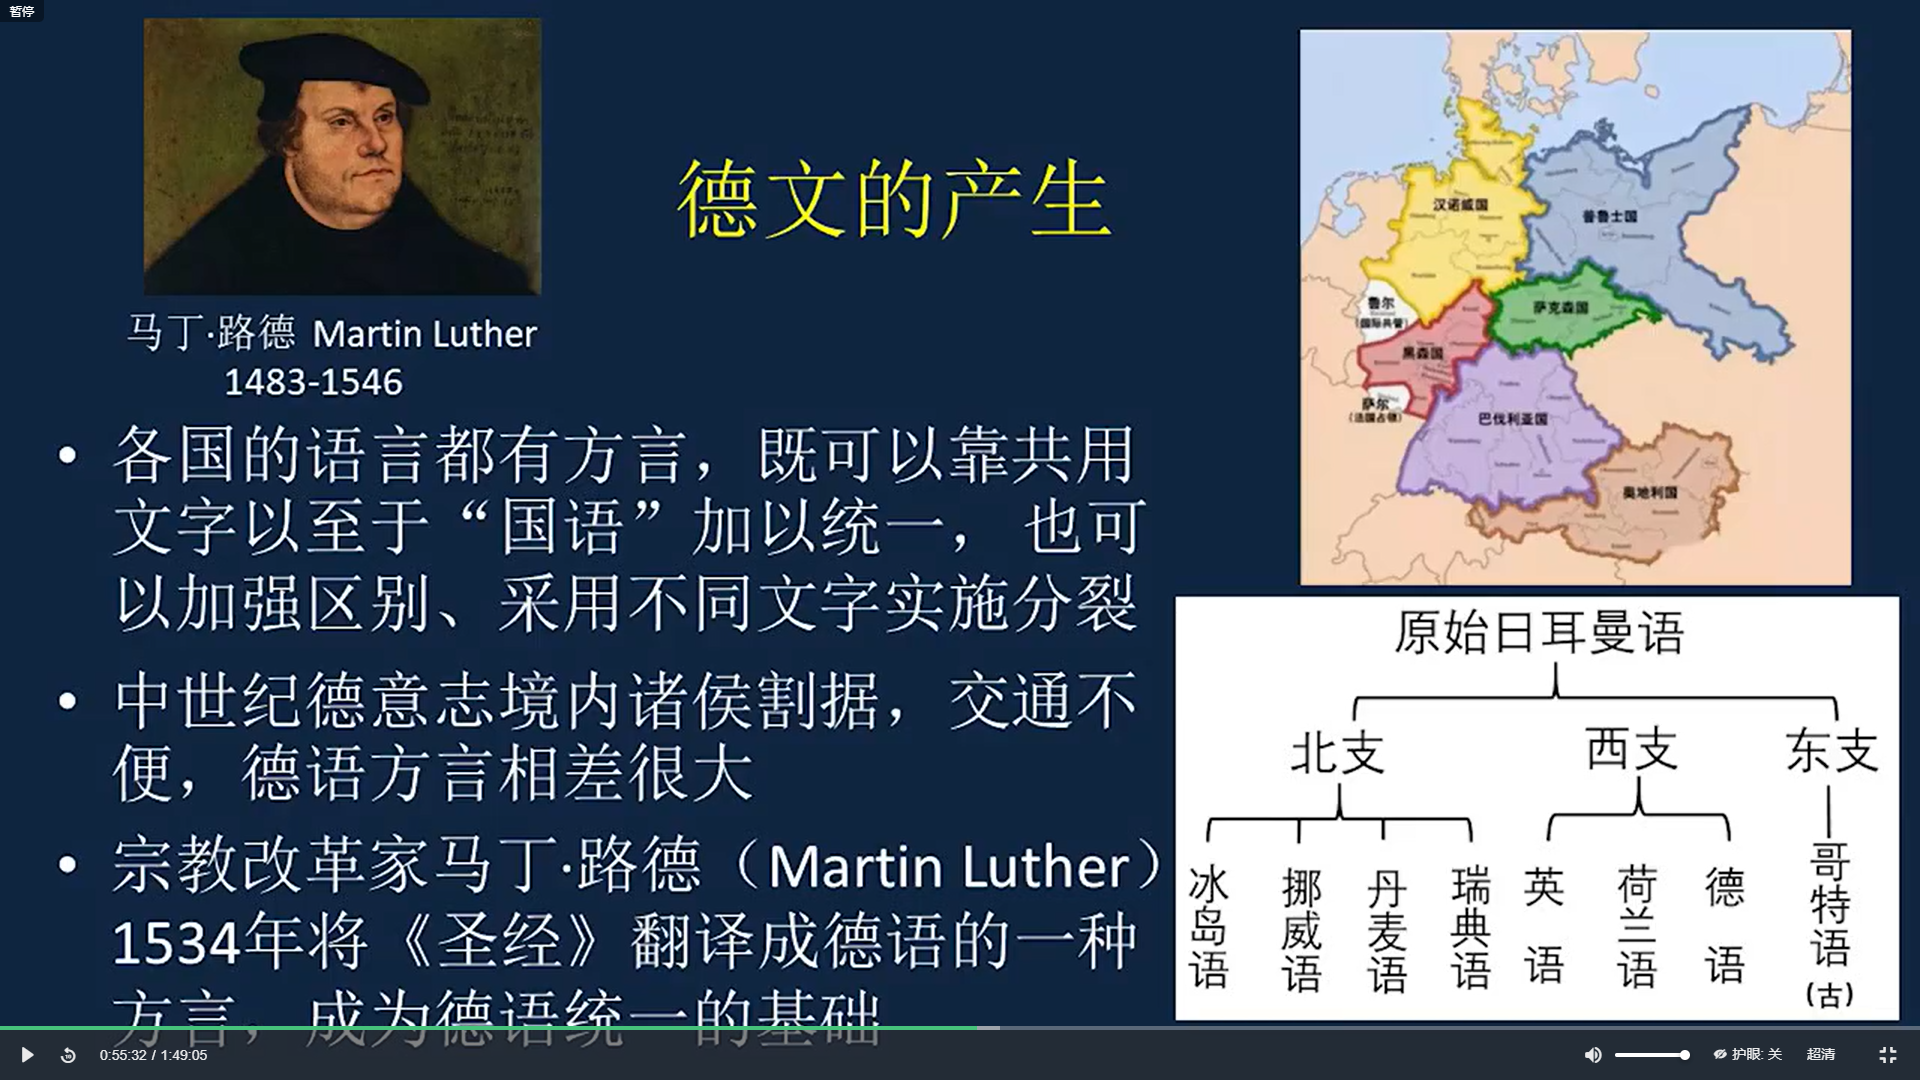 暂停
德文的产生
马丁·路德 Martin Luther
1483-1546
• 各国的语言都有方言，既可以靠共用
文字以至于“国语”加以统一， 也可
以加强区别、采用不同文字实施分裂
• 中世纪德意志境内诸侯割据，交通不
便，德语方言相差很大
• 宗教改革家马丁·路德（Martin Luther）
1534年将《圣经》翻译成德语的一种
方言，成为德语统一的基础
汉诺威国
普鲁士国
鲁尔
(国际共管)
萨克森国
黑森国
萨尔
(法国占领)
巴伐利亚国
奥地利国
原始日耳曼语
北支
西支
东支
冰岛语
挪威语
丹麦语
瑞典语
英语
荷兰语
德语
哥特语
(古)
0:55:32 / 1:49:05
护眼: 关
超清